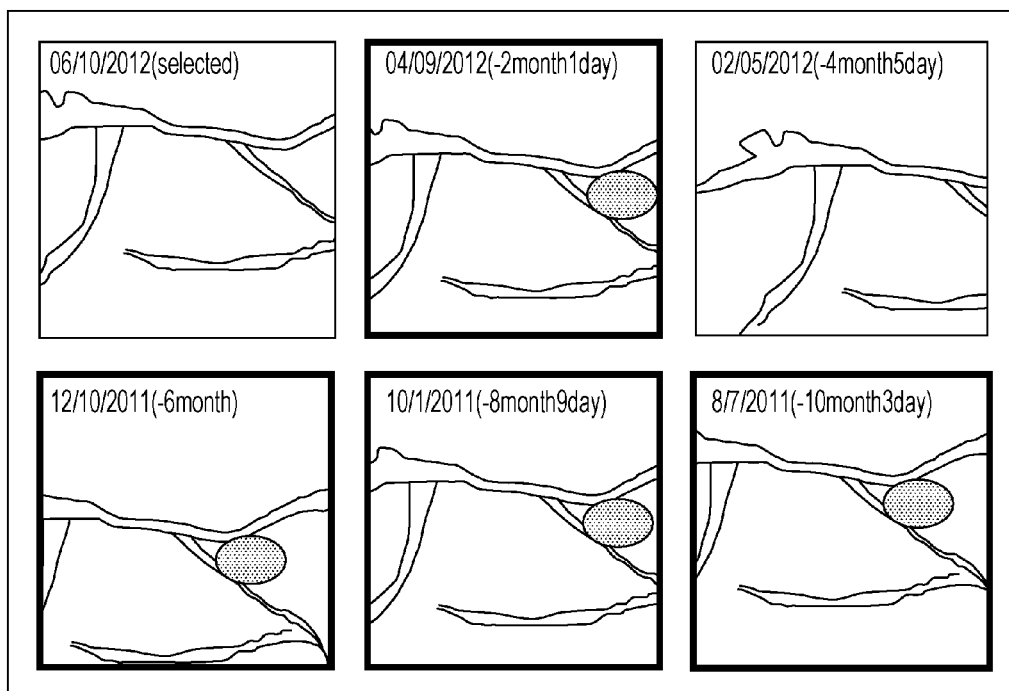 06/10/2012(selected)
04/09/2012(-2month1day)
02/05/2012(-4month5day)
12/10/2011(-6month)
10/1/2011(-8month9day)
8/7/2011(-10month3day)